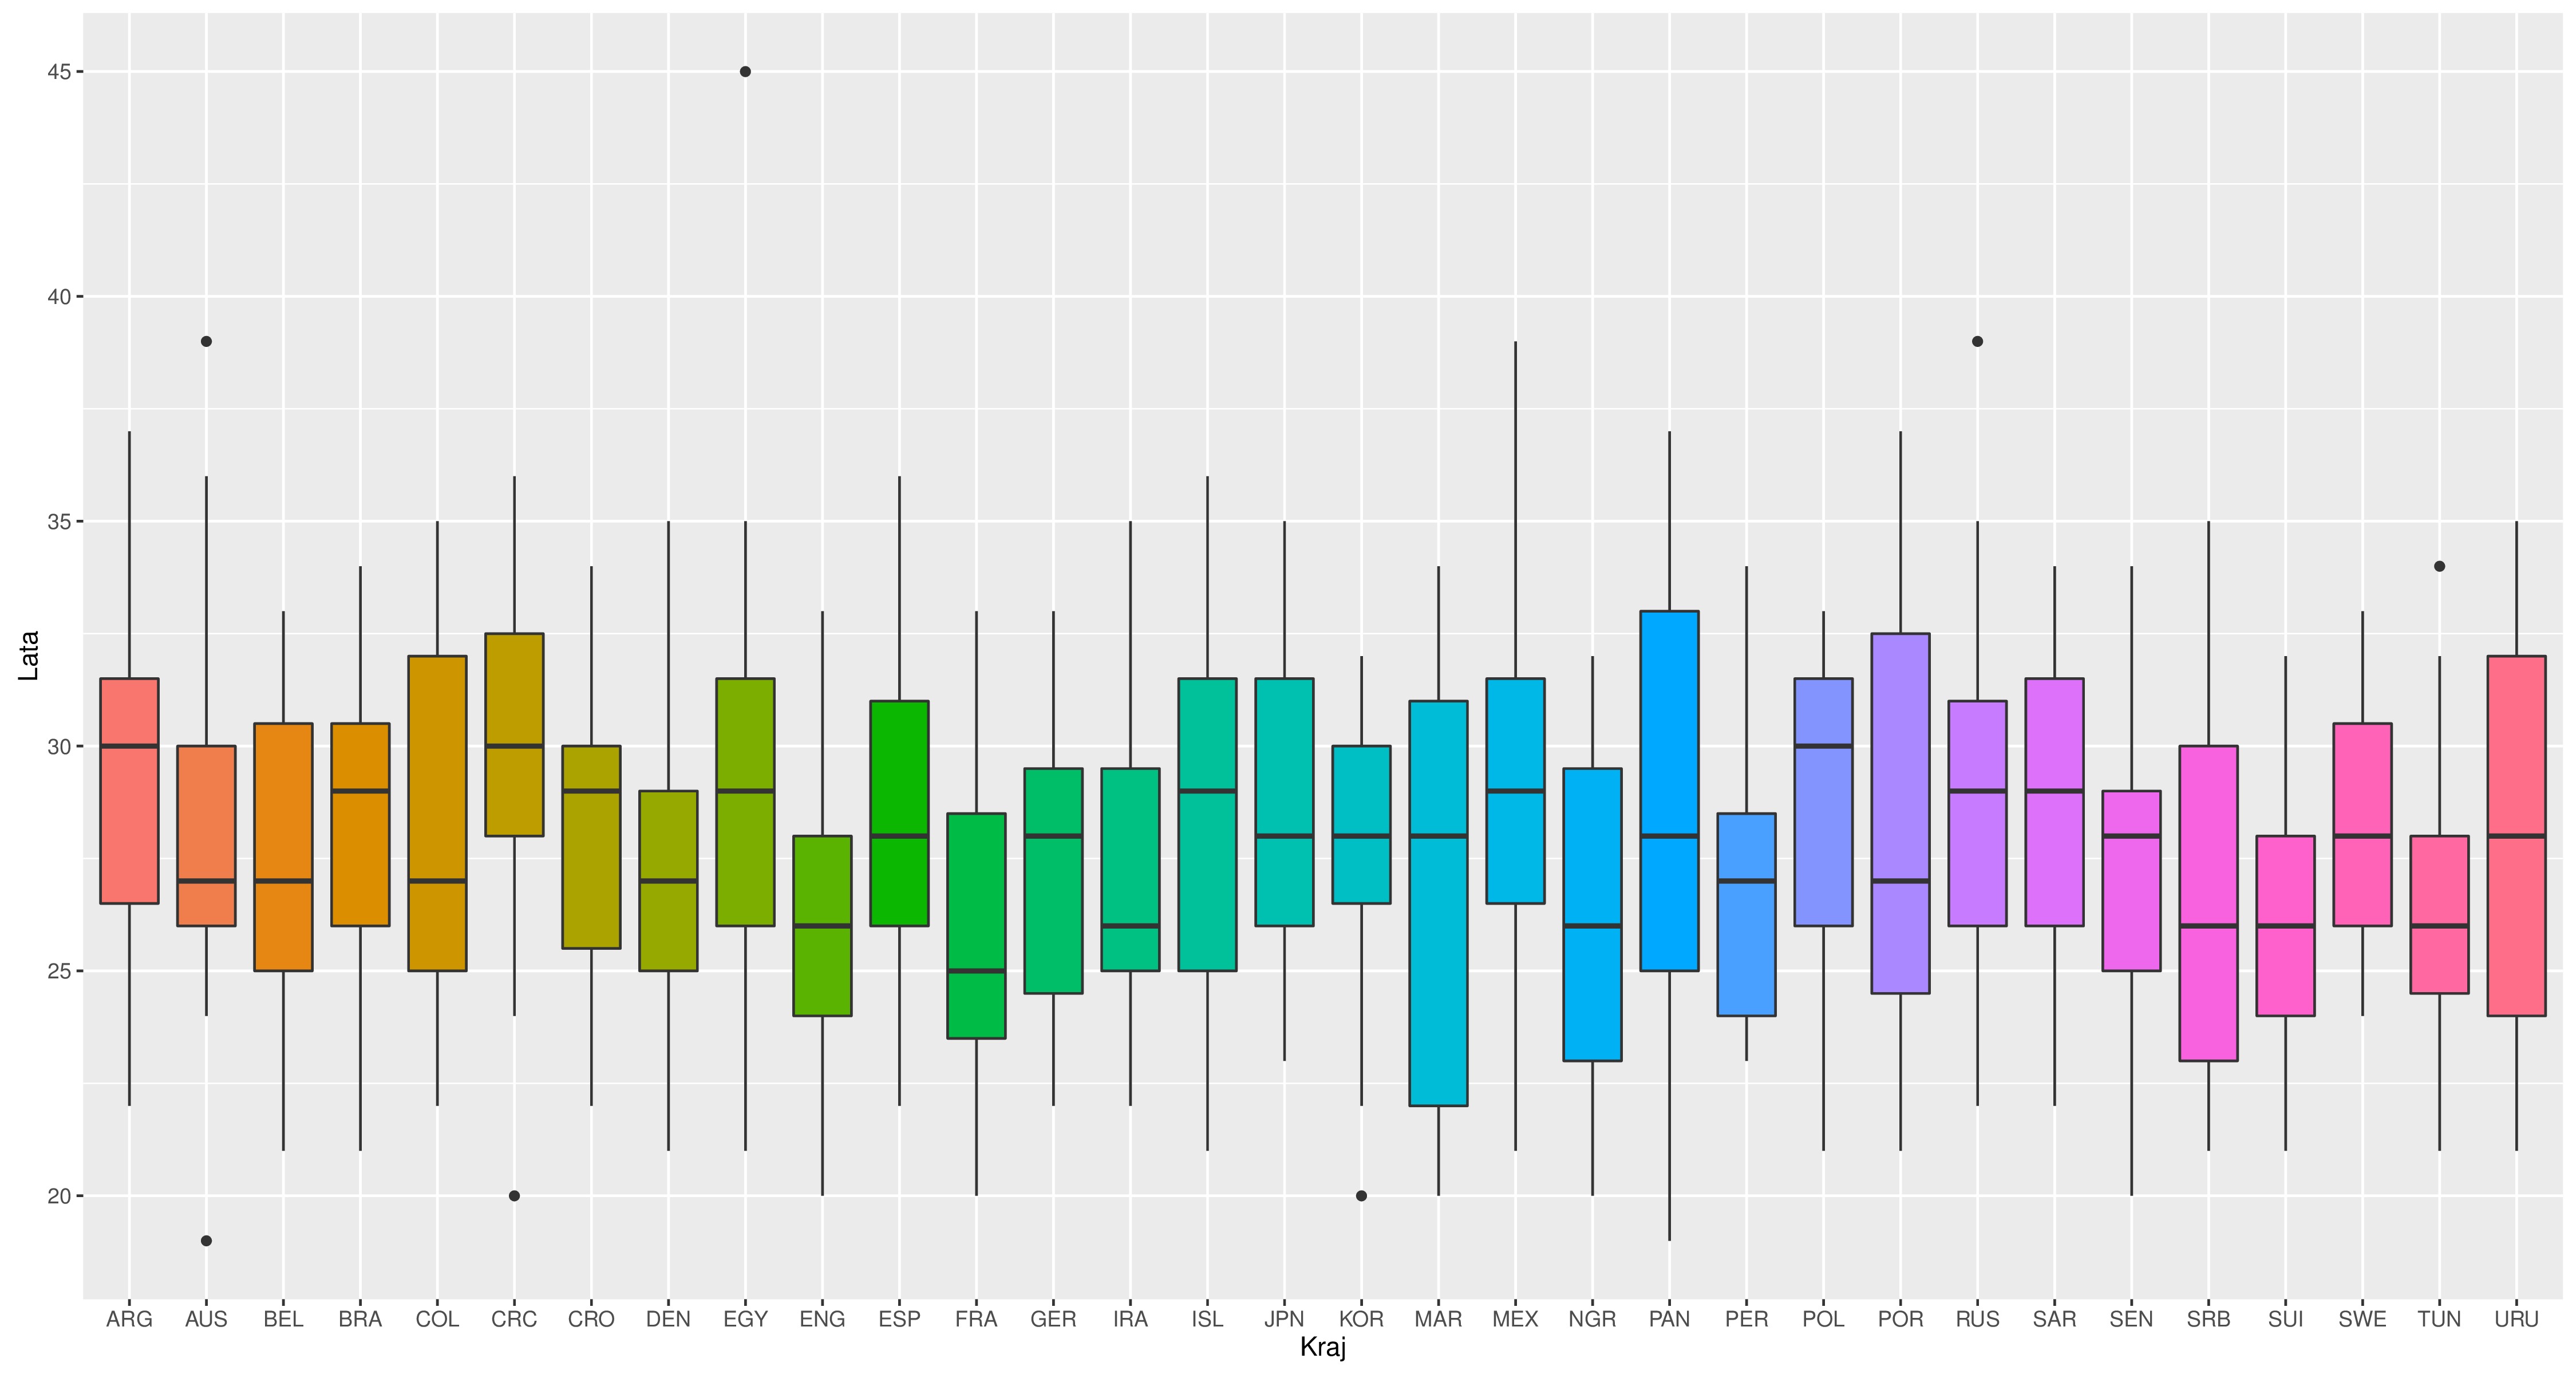 45
40
35
30
25
20
Lata
ARG AUS BEL BRA COL CRC CRO DEN EGY ENG ESP FRA GER IRA ISL JPN KOR MAR MEX NGR PAN PER POL POR RUS SAR SEN SRB SUI SWE TUN URU
Kraj